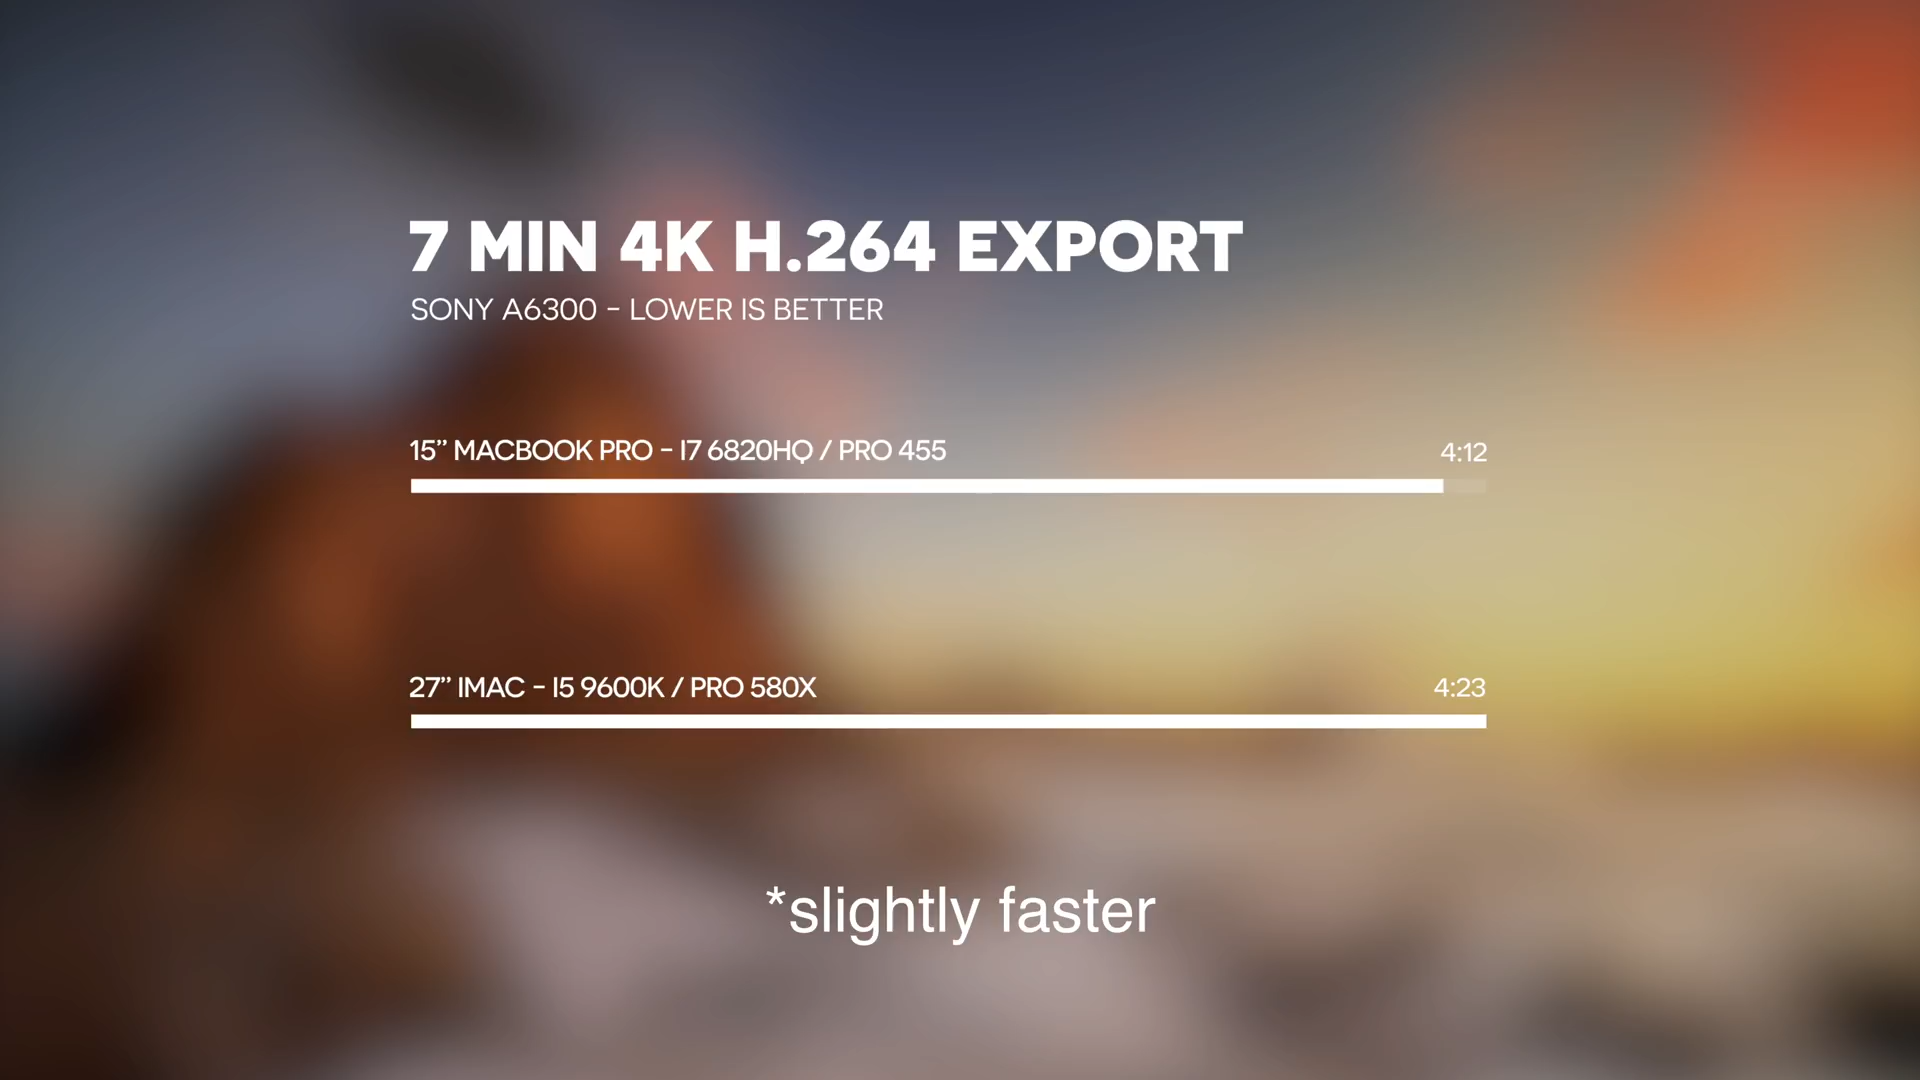 7 MIN 4K H.264 EXPORT
SONY A6300 – LOWER IS BETTER
15” MACBOOK PRO – I7 6820HQ / PRO 455
4:12
27” IMAC – I5 9600K / PRO 580X
4:23
*slightly faster